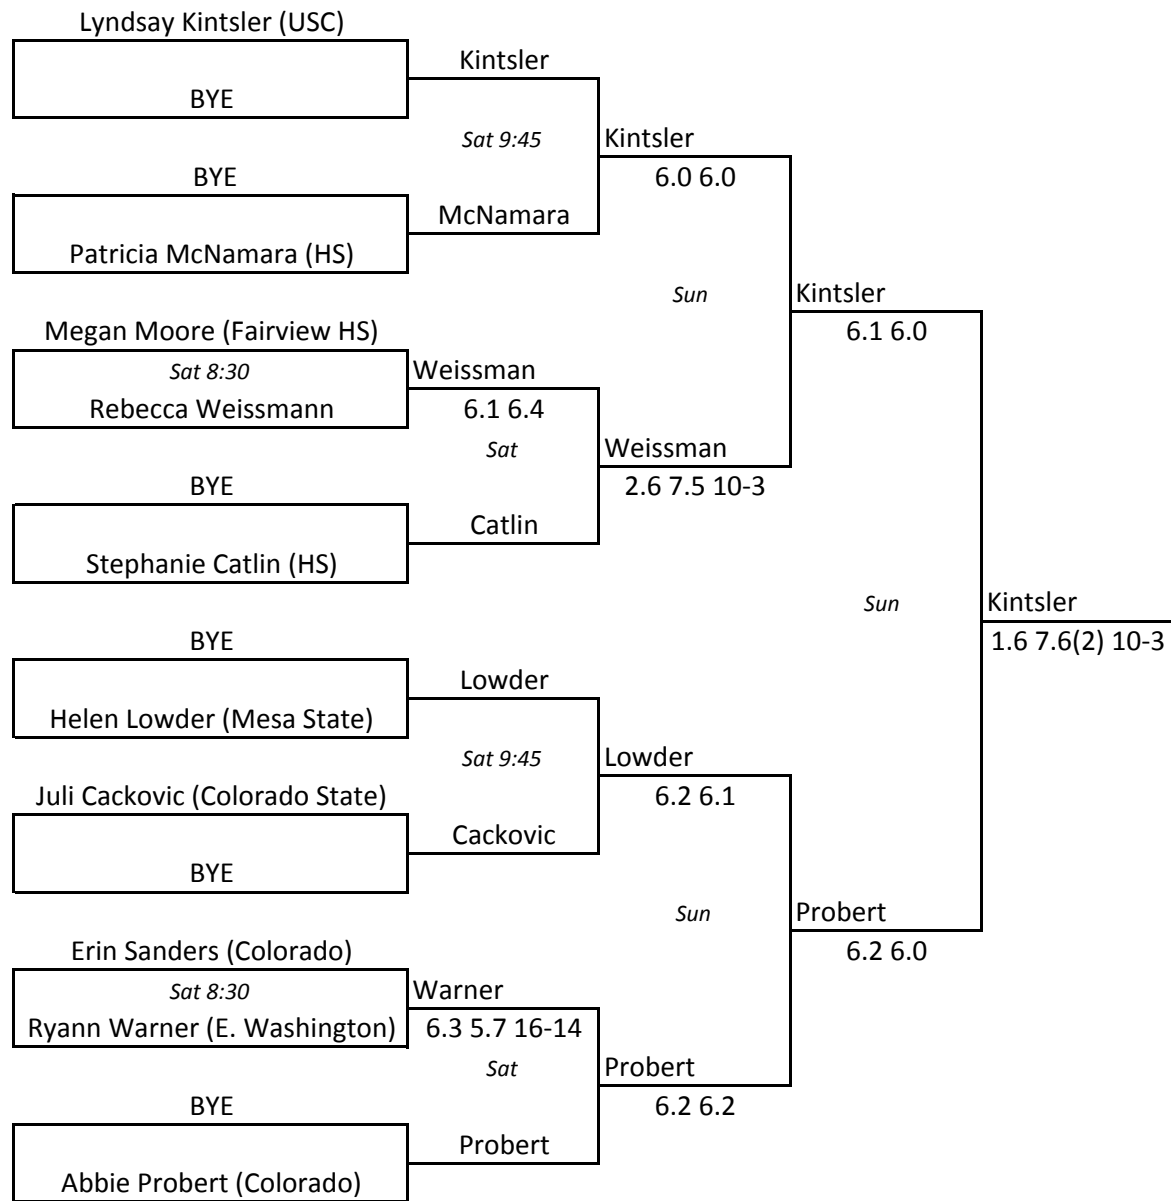 Lyndsay Kintsler (USC)
Kintsler
BYE
Sat 9:45
Kintsler
6.0 6.0
BYE
McNamara
Patricia McNamara (HS)
Sun
Kintsler
6.1 6.0
Megan Moore (Fairview HS)
Sat 8:30
Weissman
Rebecca Weissmann
6.1 6.4
Sat
Weissman
2.6 7.5 10-3
BYE
Catlin
Stephanie Catlin (HS)
Sun
Kintsler
1.6 7.6(2) 10-3
BYE
Lowder
Helen Lowder (Mesa State)
Sat 9:45
Lowder
6.2 6.1
Juli Cackovic (Colorado State)
Cackovic
BYE
Sun
Probert
6.2 6.0
Erin Sanders (Colorado)
Sat 8:30
Warner
Ryann Warner (E. Washington)
6.3 5.7 16-14
Sat
Probert
6.2 6.2
BYE
Probert
Abbie Probert (Colorado)